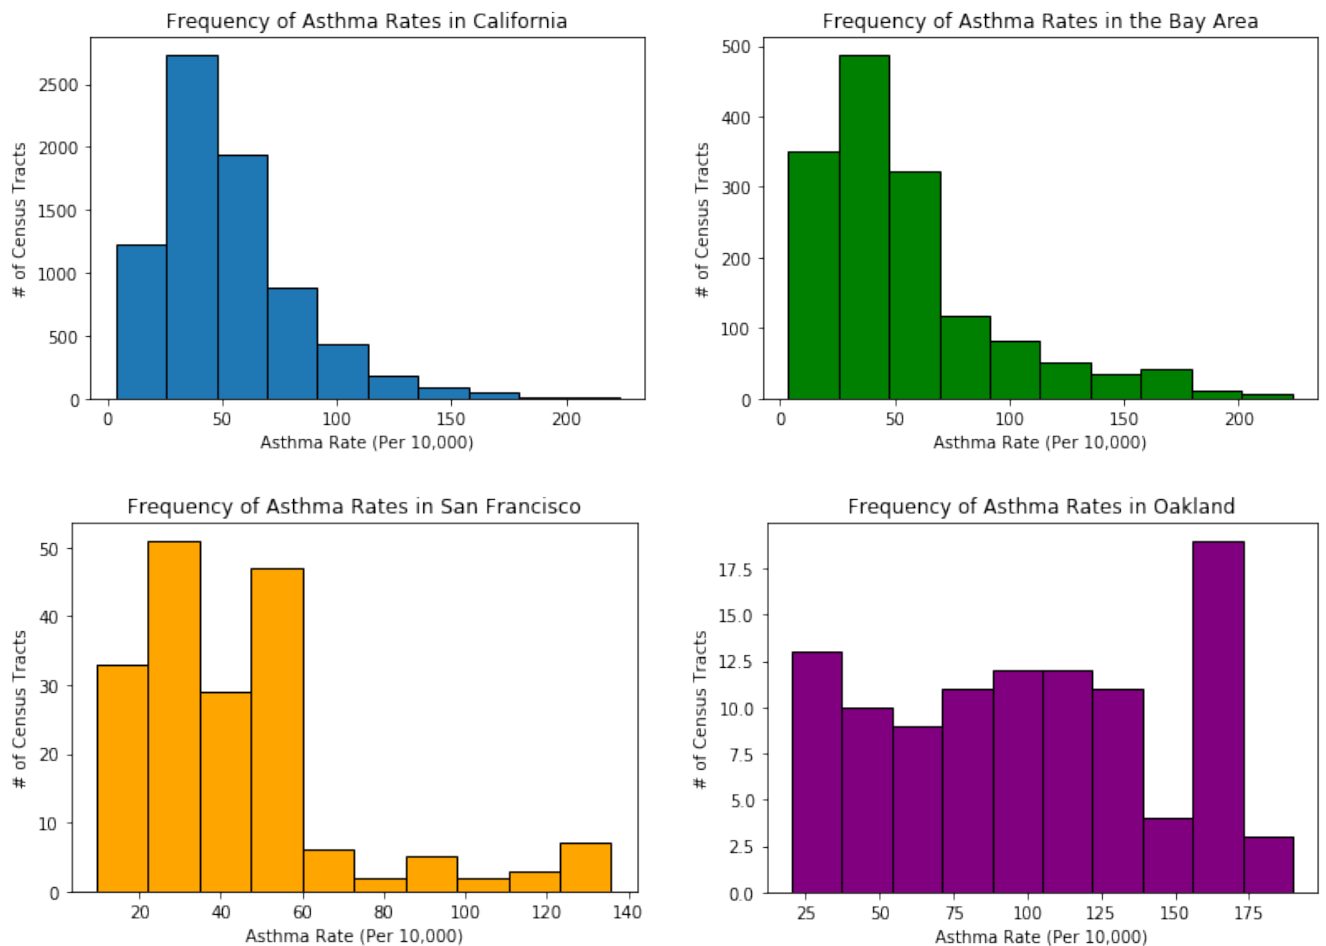 Frequency of Asthma Rates in California
2500
2000
1500
1000
500
0
# of Census Tracts
0 50 100 150 200
Asthma Rate (Per 10,000)
Frequency of Asthma Rates in the Bay Area
500
400
300
200
100
0
# of Census Tracts
0 50 100 150 200
Asthma Rate (Per 10,000)
Frequency of Asthma Rates in San Francisco
50
40
30
20
10
0
# of Census Tracts
20 40 60 80 100 120 140
Asthma Rate (Per 10,000)
Frequency of Asthma Rates in Oakland
17.5
15.0
12.5
10.0
7.5
5.0
2.5
0.0
# of Census Tracts
25 50 75 100 125 150 175
Asthma Rate (Per 10,000)